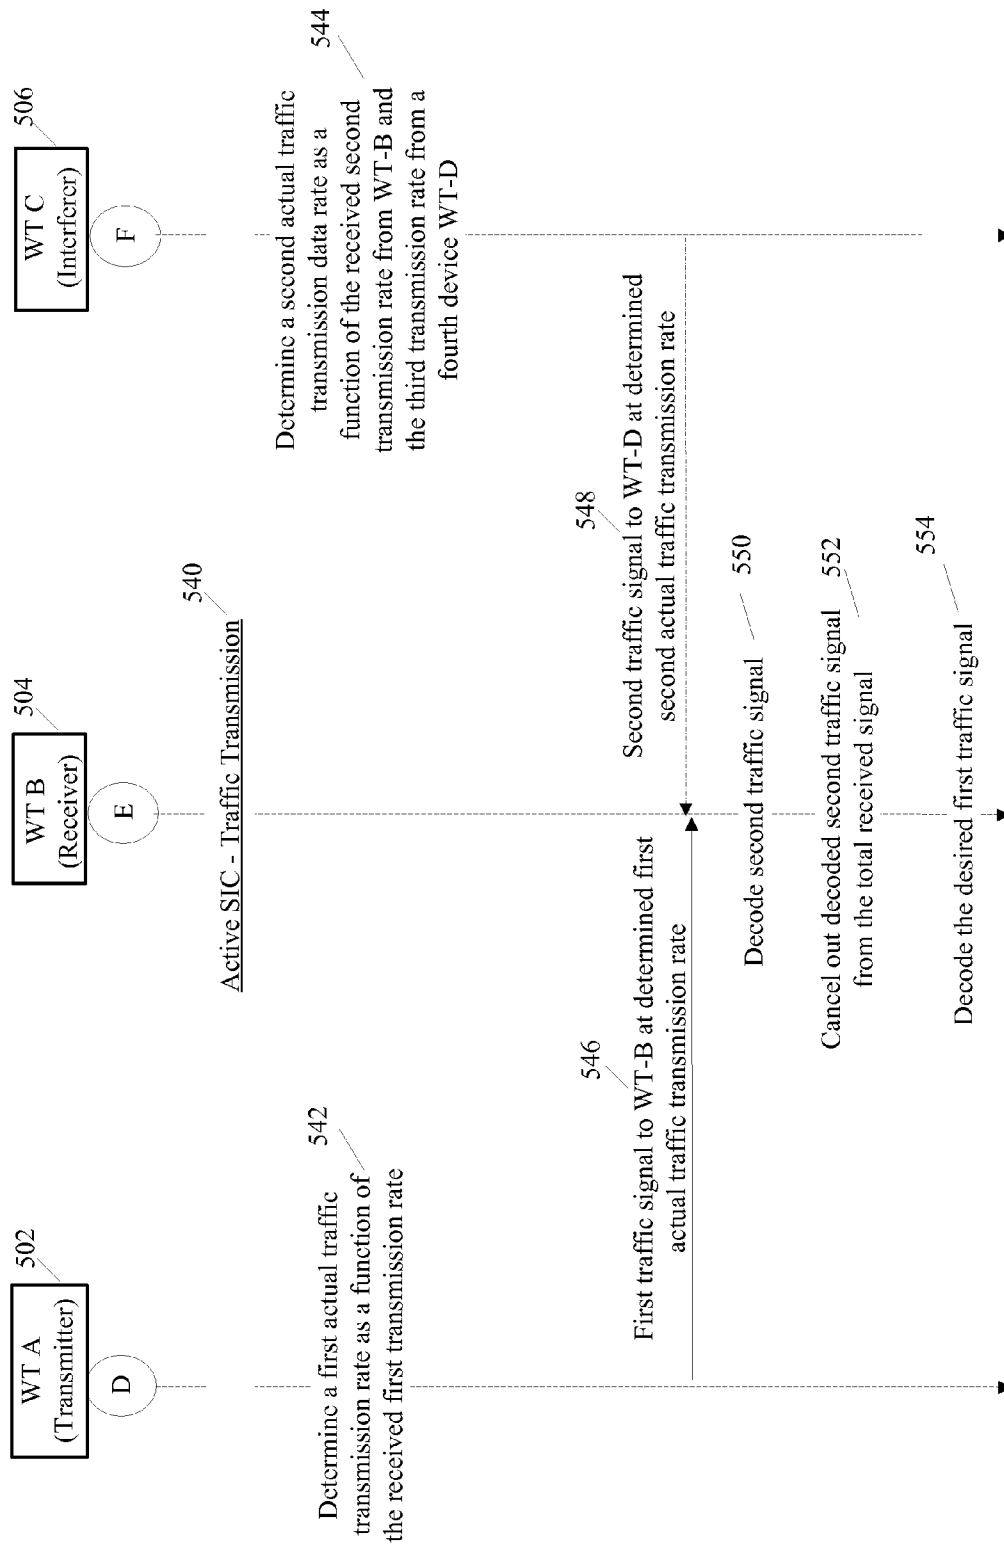 502
WT A
(Transmitter)
D
504
WT B
(Receiver)
E
506
WT C
(Interferer)
F
Active SIC - Traffic Transmission
540
Determine a first actual traffic
transmission rate as a function of
the received first transmission rate
542
Determine a second actual traffic
transmission data rate as a
function of the received second
transmission rate from WT-B and
the third transmission rate from a
fourth device WT-D
544
546
First traffic signal to WT-B at determined first
actual traffic transmission rate
548
Second traffic signal to WT-D at determined
second actual traffic transmission rate
Decode second traffic signal
550
Cancel out decoded second traffic signal
from the total received signal
552
Decode the desired first traffic signal
554